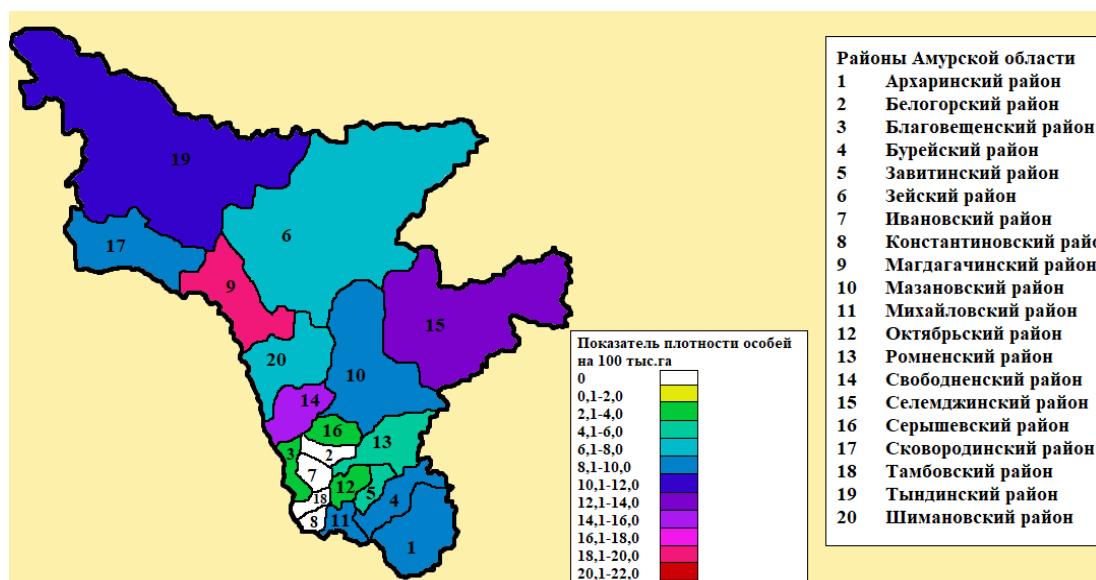 19
6
17
9
15
20
10
14
16
13
3
2
7
12
5
4
18
8
11
1
Показатель плотности особей
на 100 тыс.га
0
0,1-2,0
2,1-4,0
4,1-6,0
6,1-8,0
8,1-10,0
10,1-12,0
12,1-14,0
14,1-16,0
16,1-18,0
18,1-20,0
20,1-22,0
Районы Амурской области
1 Архаринский район
2 Белогорский район
3 Благовещенский район
4 Бурейский район
5 Завитинский район
6 Зейский район
7 Ивановский район
8 Константиновский райо
9 Магдагачинский район
10 Мазановский район
11 Михайловский район
12 Октябрьский район
13 Ромненский район
14 Свободненский район
15 Селемджинский район
16 Серышевский район
17 Сковородинский район
18 Тамбовский район
19 Тындинский район
20 Шимановский район